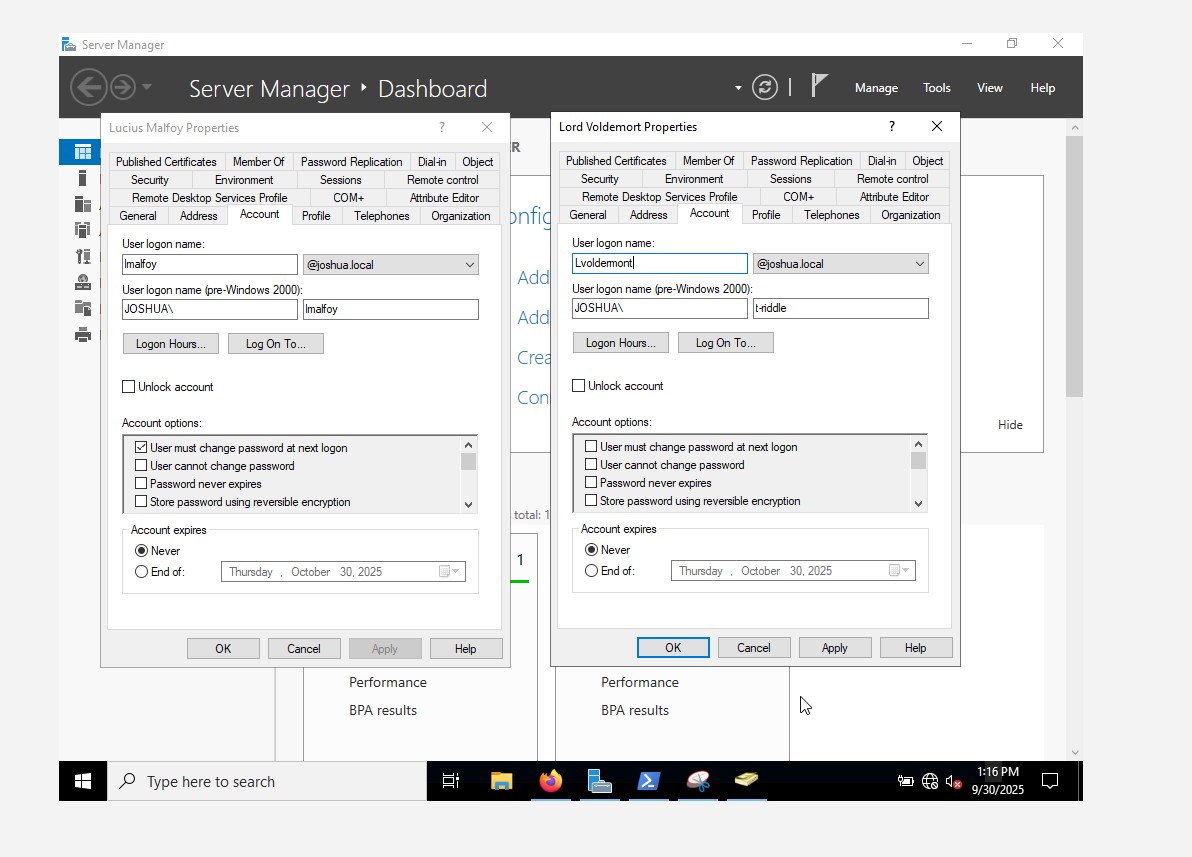 Server Manager
Server Manager ‣ Dashboard
Manage Tools View Help
Lucius Malfoy Properties
?
Published Certificates Member Of Password Replication Dial-in Object
Security Environment Sessions Remote control
Remote Desktop Services Profile COM+ Attribute Editor
General Address Account Profile Telephones Organization
User logon name:
lmalfoy @joshua.local
User logon name (pre-Windows 2000):
JOSHUA\ lmalfoy
Logon Hours... Log On To...
Unlock account
Account options:
User must change password at next logon
User cannot change password
Password never expires
Store password using reversible encryption
Account expires
Never
End of: Thursday , October 30, 2025
OK Cancel Apply Help
Lord Voldemort Properties
?
Published Certificates Member Of Password Replication Dial-in Object
Security Environment Sessions Remote control
Remote Desktop Services Profile COM+ Attribute Editor
General Address Account Profile Telephones Organization
User logon name:
Lvoldermont @joshua.local
User logon name (pre-Windows 2000):
JOSHUA\ t-riddle
Logon Hours... Log On To...
Unlock account
Account options:
User must change password at next logon
User cannot change password
Password never expires
Store password using reversible encryption
Account expires
Never
End of: Thursday , October 30, 2025
OK Cancel Apply Help
R
onfig
Add
Add
Crea
Con
Hide
total: 1
1
Performance
BPA results
Performance
BPA results
Type here to search
1:16 PM
9/30/2025